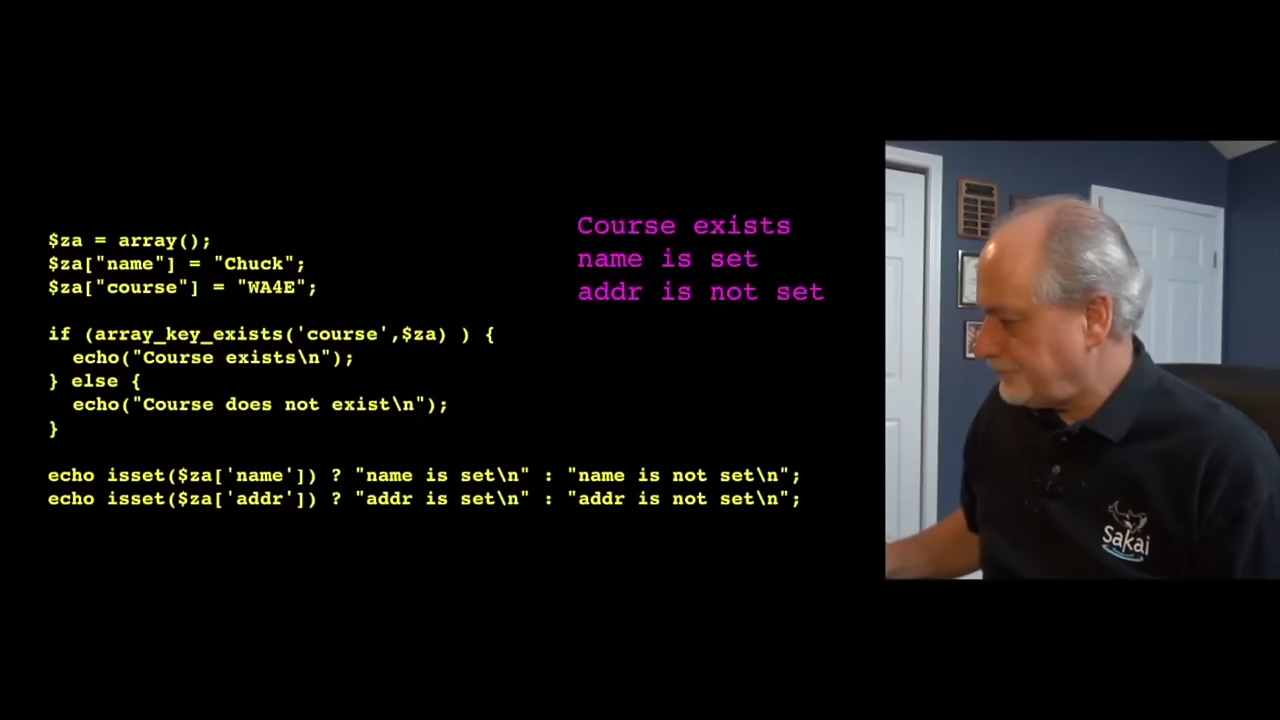 $za = array();
$za["name"] = "Chuck";
$za["course"] = "WA4E";
if (array_key_exists('course',$za) ) {
  echo("Course exists\n");
} else {
  echo("Course does not exist\n");
}
echo isset($za['name']) ? "name is set\n" : "name is not set\n";
echo isset($za['addr']) ? "addr is set\n" : "addr is not set\n";
Course exists
name is set
addr is not set
Sakai